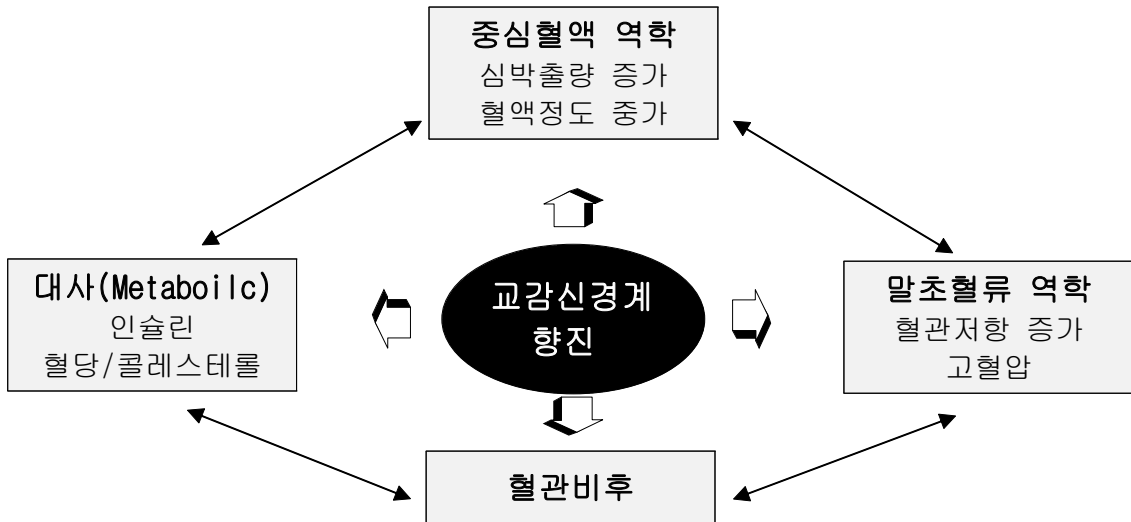 중심혈액 역학
심박출량 증가
혈액정도 중가
대사(Metaboilc)
인슐린
혈당/콜레스테롤
교감신경계
향진
말초혈류 역학
혈관저항 증가
고혈압
혈관비후